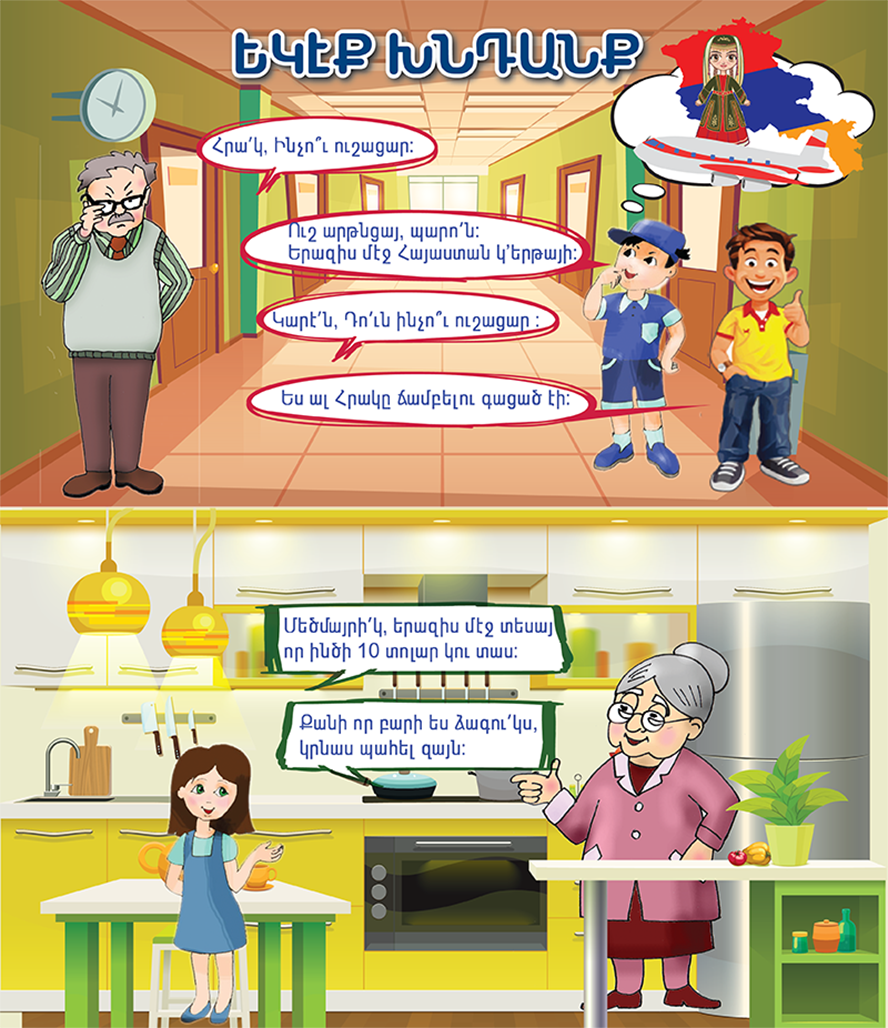 ԵԿԷՔ ԽՆԴԱՆՔ
Հրա՛կ, Ինչո՞ւ ուշացար:
Ուշ արթնցայ, պարո՛ն:
Երազիս մէջ Հայաստան կ՚երթայի:
Կարէ՛ն, Դո՛ւն ինչո՞ւ ուշացար :
Ես ալ Հրակը ճամբելու գացած էի:
Մեծմայրի՛կ, երազիս մէջ տեսայ
որ ինծի 10 տոլար կու տաս:
Քանի որ բարի ես ձագու՛կս,
կրնաս պահել զայն: